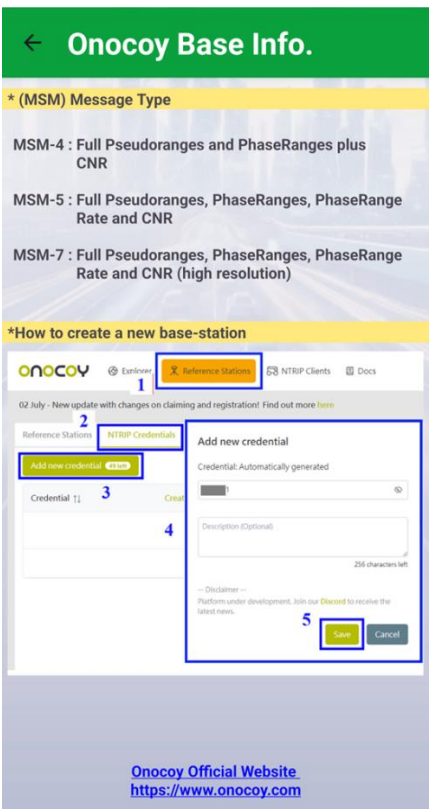 Onocoy Base Info.
* (MSM) Message Type
MSM-4 : Full Pseudoranges and PhaseRanges plus
CNR
MSM-5 : Full Pseudoranges, PhaseRanges, PhaseRange
Rate and CNR
MSM-7 : Full Pseudoranges, PhaseRanges, PhaseRange
Rate and CNR (high resolution)
*How to create a new base-station
onocoy Explorer Reference Stations NTRIP Clients Docs
1
02 July - New update with changes on claiming and registration! Find out more here
2
Reference Stations NTRIP Credentials
Add new credential 49 left
3
Credential ↑↓ Creat
4
Add new credential
Credential: Automatically generated
Description (Optional)
256 characters left
-- Disclaimer --
Platform under development. Join our Discord to receive the
latest news.
5
Save Cancel
Onocoy Official Website
https://www.onocoy.com